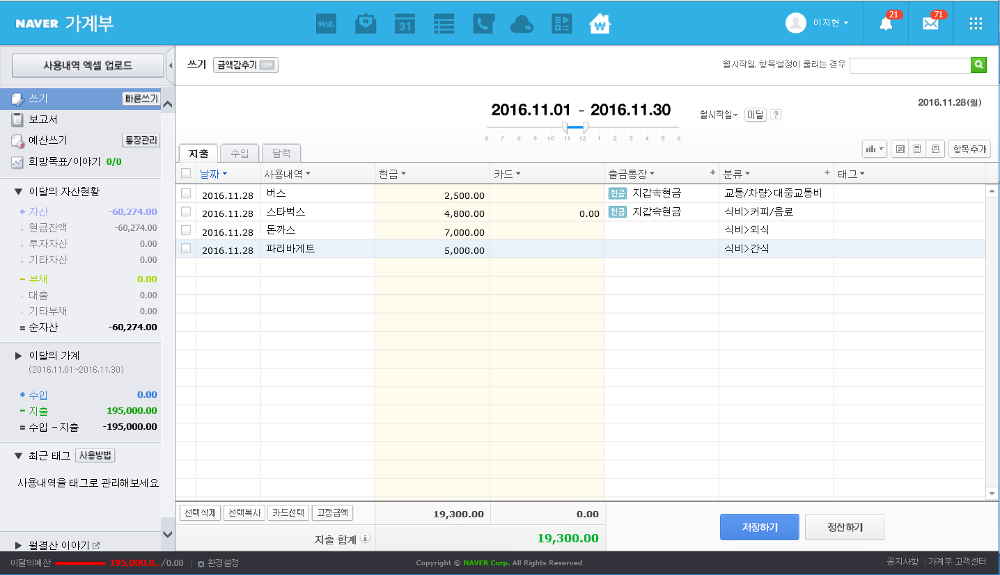 NAVER 가계부
me
31
이지현
21
71
사용내역 엑셀 업로드
쓰기 빠른쓰기
보고서
예산쓰기 통장관리
희망목표/이야기 0/0
이달의 자산현황
+ 자산 -60,274.00
현금잔액 -60,274.00
투자자산 0.00
기타자산 0.00
- 부채 0.00
대출 0.00
기타부채 0.00
= 순자산 -60,274.00
이달의 가계
(2016.11.01~2016.11.30)
+ 수입 0.00
- 지출 195,000.00
= 수입 - 지출 -195,000.00
최근 태그 사용방법
사용내역을 태그로 관리해보세요
월결산 이야기
쓰기 금액감추기 OFF
월시작일, 항목설정이 풀리는 경우
2016.11.01 - 2016.11.30
월시작일 이달 ?
2016.11.28(월)
6 7 8 9 10 11 12 1 2 3 4 5 6
지출 수입 달력
항목추가
날짜 사용내역 현금 카드 출금통장 + 분류 + 태그
2016.11.28 버스 2,500.00 현금 지갑속현금 교통/차량>대중교통비
2016.11.28 스타벅스 4,800.00 0.00 현금 지갑속현금 식비>커피/음료
2016.11.28 돈까스 7,000.00 식비>외식
2016.11.28 파리바게트 5,000.00 식비>간식
선택삭제 선택복사 카드선택 고정금액 19,300.00 0.00
지출 합계 19,300.00
저장하기 정산하기
이달의예산 195,000.0../0.00 환경설정
Copyright © NAVER Corp. All Rights Reserved
공지사항 가계부 고객센터